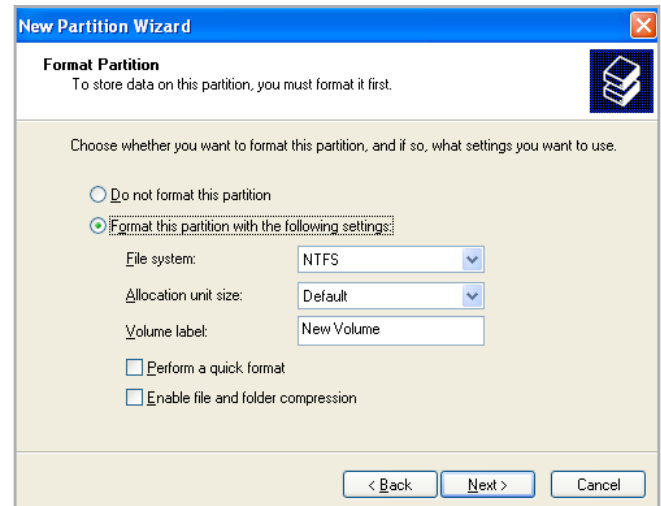 New Partition Wizard
Format Partition
To store data on this partition, you must format it first.
Choose whether you want to format this partition, and if so, what settings you want to use.
Do not format this partition
Format this partition with the following settings:
File system:
NTFS
Allocation unit size:
Default
Volume label:
New Volume
Perform a quick format
Enable file and folder compression
< Back
Next >
Cancel